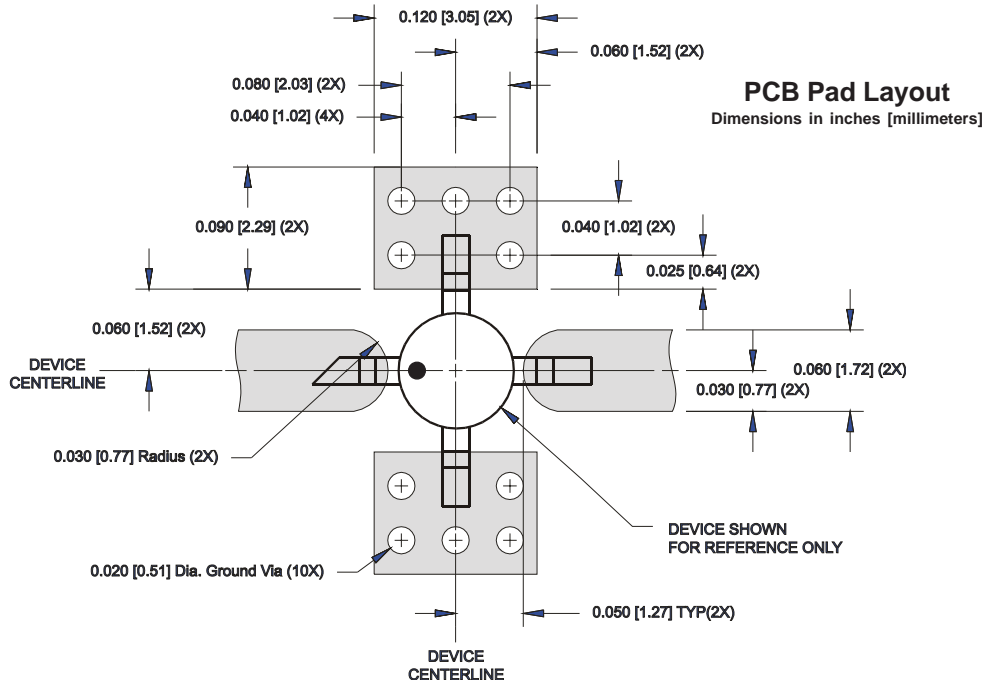 0.120 [3.05] (2X)
0.060 [1.52] (2X)
0.080 [2.03] (2X)
PCB Pad Layout
Dimensions in inches [millimeters]
0.040 [1.02] (4X)
0.090 [2.29] (2X)
0.040 [1.02] (2X)
0.025 [0.64] (2X)
0.060 [1.52] (2X)
DEVICE
CENTERLINE
0.060 [1.72] (2X)
0.030 [0.77] (2X)
0.030 [0.77] Radius (2X)
DEVICE SHOWN
FOR REFERENCE ONLY
0.020 [0.51] Dia. Ground Via (10X)
0.050 [1.27] TYP(2X)
DEVICE
CENTERLINE